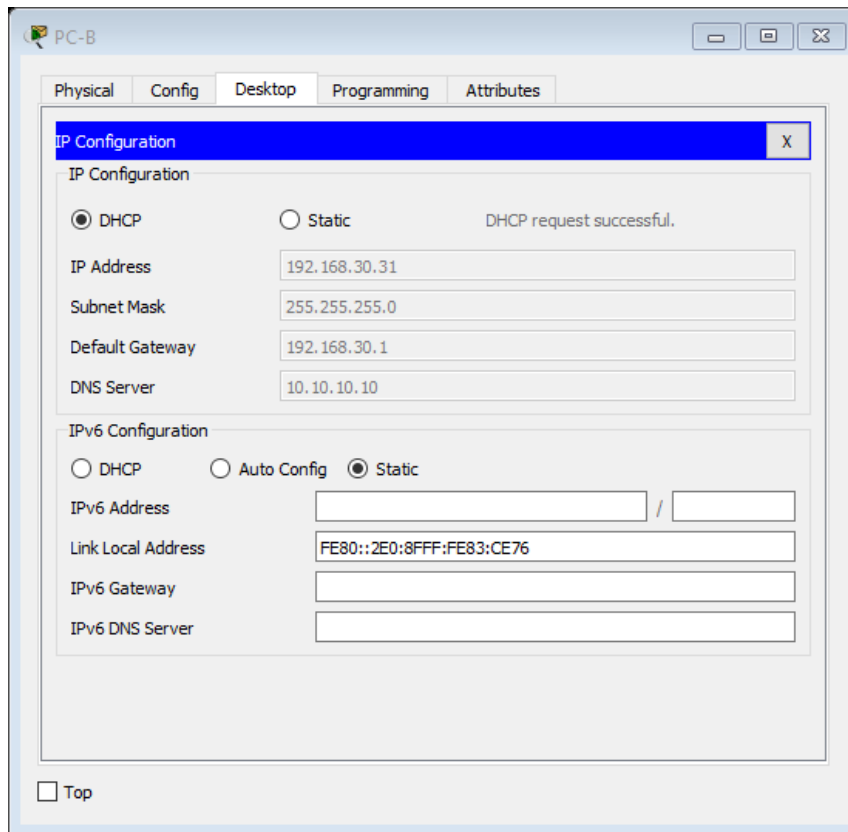 PC-B
Physical Config Desktop Programming Attributes
IP Configuration X
IP Configuration
DHCP Static DHCP request successful.
IP Address 192.168.30.31
Subnet Mask 255.255.255.0
Default Gateway 192.168.30.1
DNS Server 10.10.10.10
IPv6 Configuration
DHCP Auto Config Static
IPv6 Address /
Link Local Address FE80::2E0:8FFF:FE83:CE76
IPv6 Gateway
IPv6 DNS Server
Top